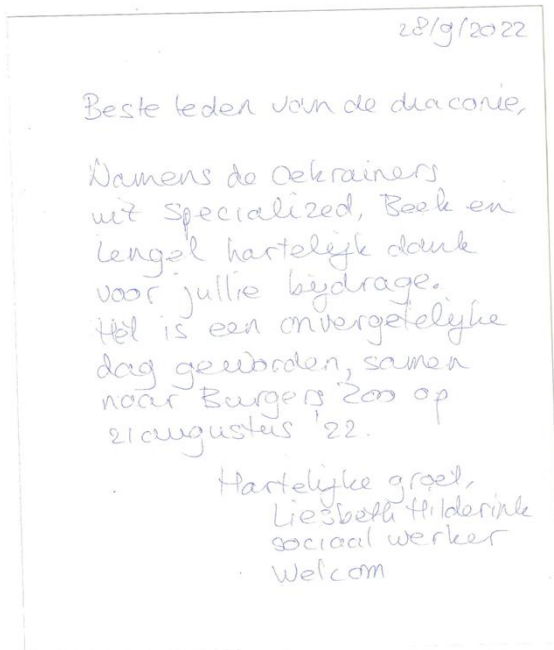 28/9/2022
Beste leden van de diaconie,
Namens de Oekrainers
uit Specialized, Beek en
Lengel hartelijk dank
voor jullie bijdrage.
Het is een onvergetelijke
dag geworden, samen
naar Burgers Zoo op
21 augustus '22.
Hartelijke groet,
Liesbeth Hilderink
sociaal werker
Welcom